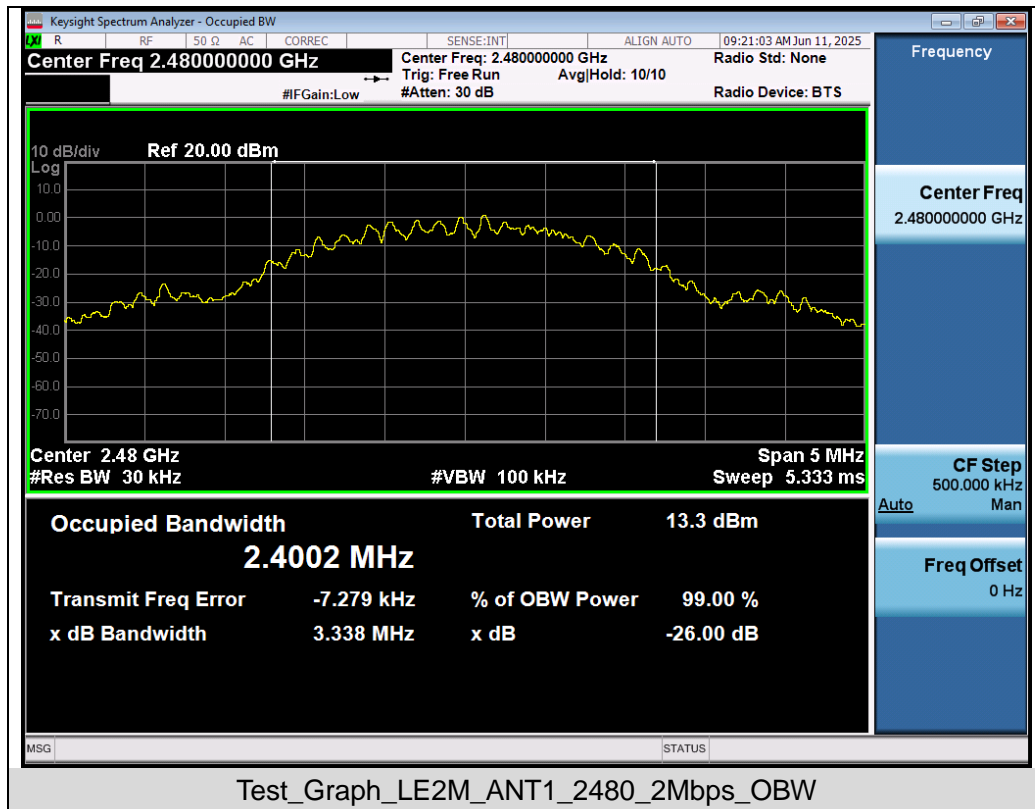 Keysight Spectrum Analyzer - Occupied BW
LXI R RF 50 Ω AC CORREC SENSE:INT ALIGN AUTO 09:21:03 AM Jun 11, 2025
Center Freq 2.480000000 GHz
Center Freq: 2.480000000 GHz
Radio Std: None
Trig: Free Run Avg|Hold: 10/10
#IFGain:Low
#Atten: 30 dB
Radio Device: BTS
10 dB/div Ref 20.00 dBm
Log
10.0
0.00
-10.0
-20.0
-30.0
-40.0
-50.0
-60.0
-70.0
Center 2.48 GHz Span 5 MHz
#Res BW 30 kHz #VBW 100 kHz Sweep 5.333 ms
Occupied Bandwidth Total Power 13.3 dBm
2.4002 MHz
Transmit Freq Error -7.279 kHz % of OBW Power 99.00 %
x dB Bandwidth 3.338 MHz x dB -26.00 dB
MSG STATUS
Frequency
Center Freq
2.480000000 GHz
CF Step
500.000 kHz
Auto Man
Freq Offset
0 Hz
Test_Graph_LE2M_ANT1_2480_2Mbps_OBW